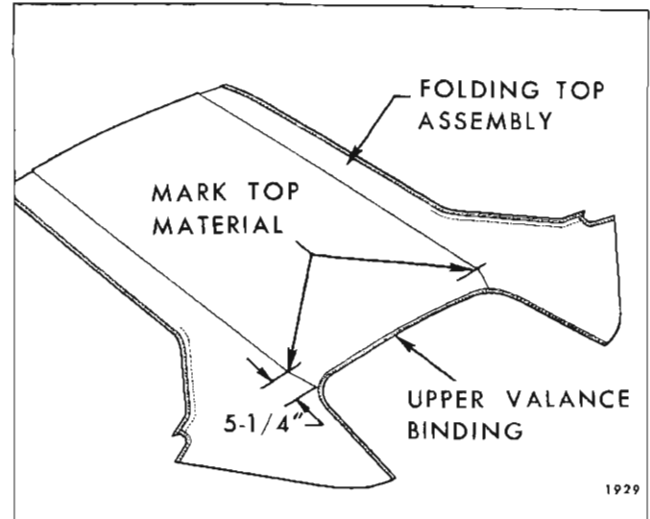 FOLDING TOP
ASSEMBLY
MARK TOP
MATERIAL
5-1/4"
UPPER VALANCE
BINDING
1929